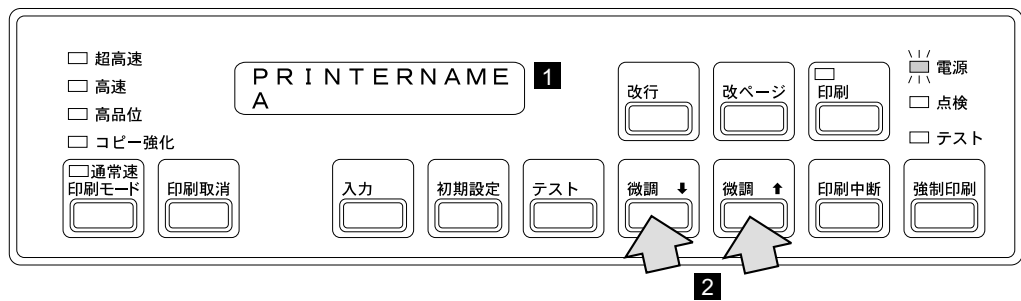 超高速
高速
高品位
コピー強化
通常速
印刷モード
印刷取消
PRINTERNAME
A
1
入力
初期設定
テスト
改行
改ページ
印刷
微調 ⬇
微調 ⬆
印刷中断
強制印刷
電源
点検
テスト
2